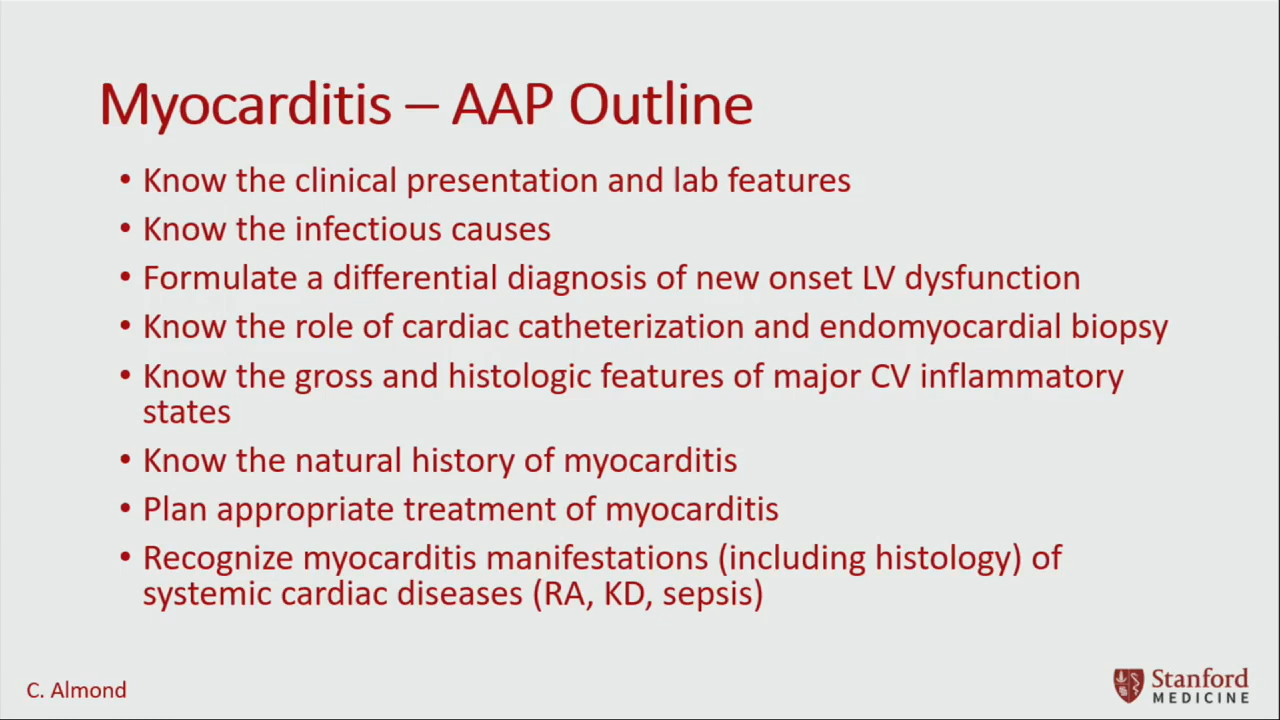 Myocarditis – AAP Outline
• Know the clinical presentation and lab features
• Know the infectious causes
• Formulate a differential diagnosis of new onset LV dysfunction
• Know the role of cardiac catheterization and endomyocardial biopsy
• Know the gross and histologic features of major CV inflammatory
states
• Know the natural history of myocarditis
• Plan appropriate treatment of myocarditis
• Recognize myocarditis manifestations (including histology) of
systemic cardiac diseases (RA, KD, sepsis)
C. Almond
Stanford
MEDICINE